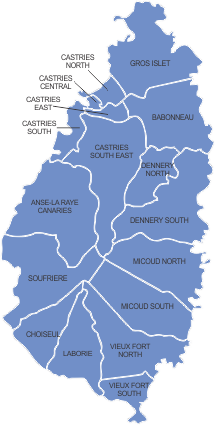 GROS ISLET
CASTRIES
NORTH
CASTRIES
CENTRAL
CASTRIES
EAST
CASTRIES
SOUTH
BABONNEAU
CASTRIES
SOUTH EAST
DENNERY
NORTH
ANSE-LA RAYE
CANARIES
DENNERY SOUTH
MICOUD NORTH
SOUFRIERE
MICOUD SOUTH
CHOISEUL
LABORIE
VIEUX FORT
NORTH
VIEUX FORT
SOUTH